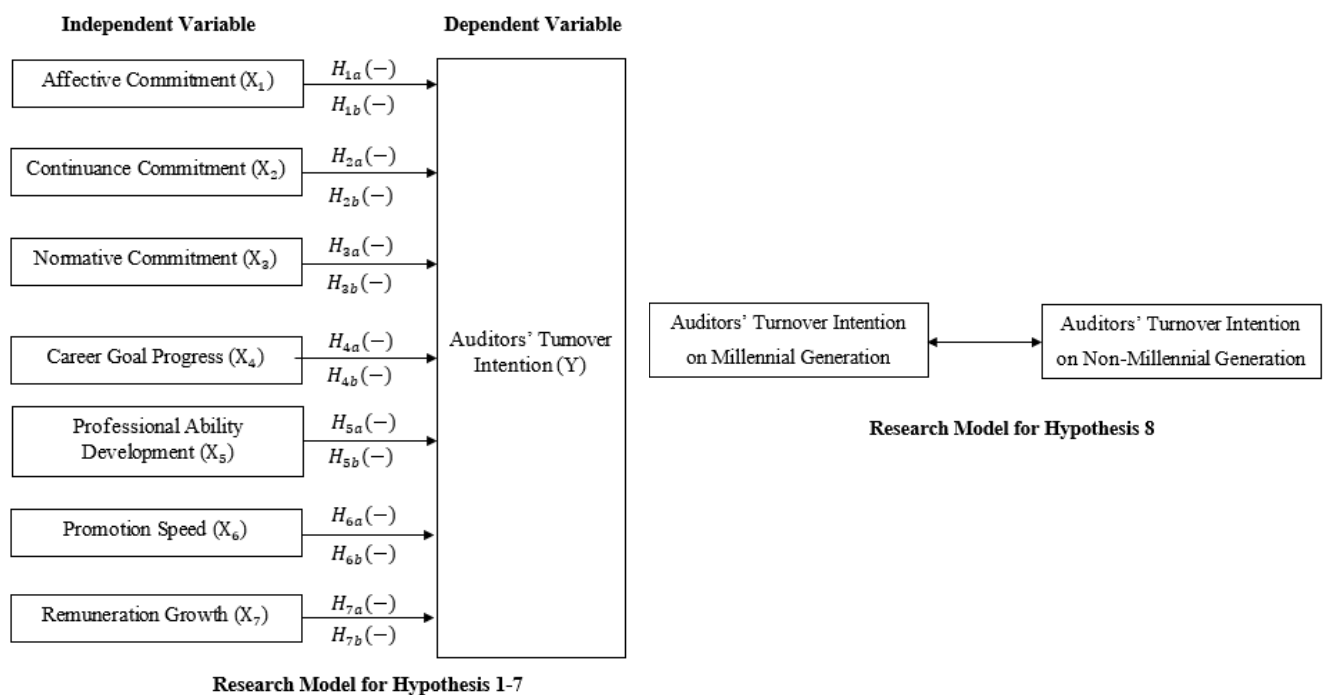 Independent Variable
Dependent Variable
Affective Commitment (X₁)
H₁ₐ(−)
H₁b(−)
Continuance Commitment (X₂)
H₂ₐ(−)
H₂b(−)
Normative Commitment (X₃)
H₃ₐ(−)
H₃b(−)
Career Goal Progress (X₄)
H₄ₐ(−)
H₄b(−)
Professional Ability
Development (X₅)
H₅ₐ(−)
H₅b(−)
Promotion Speed (X₆)
H₆ₐ(−)
H₆b(−)
Remuneration Growth (X₇)
H₇ₐ(−)
H₇b(−)
Auditors' Turnover
Intention (Y)
Research Model for Hypothesis 1-7
Auditors' Turnover Intention
on Millennial Generation
Auditors' Turnover Intention
on Non-Millennial Generation
Research Model for Hypothesis 8